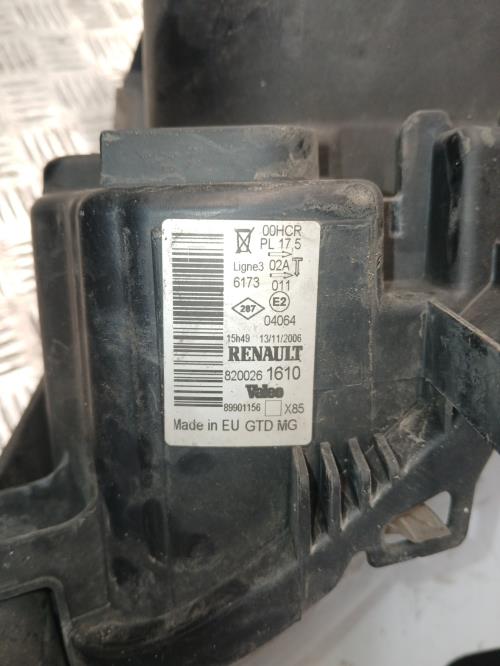 00HCR
PL 17,5
Ligne3 02A
6173 011
287 E2
04064
15h49 13/11/2006
RENAULT
820026 1610
Valeo
89901156 X85
Made in EU GTD MG